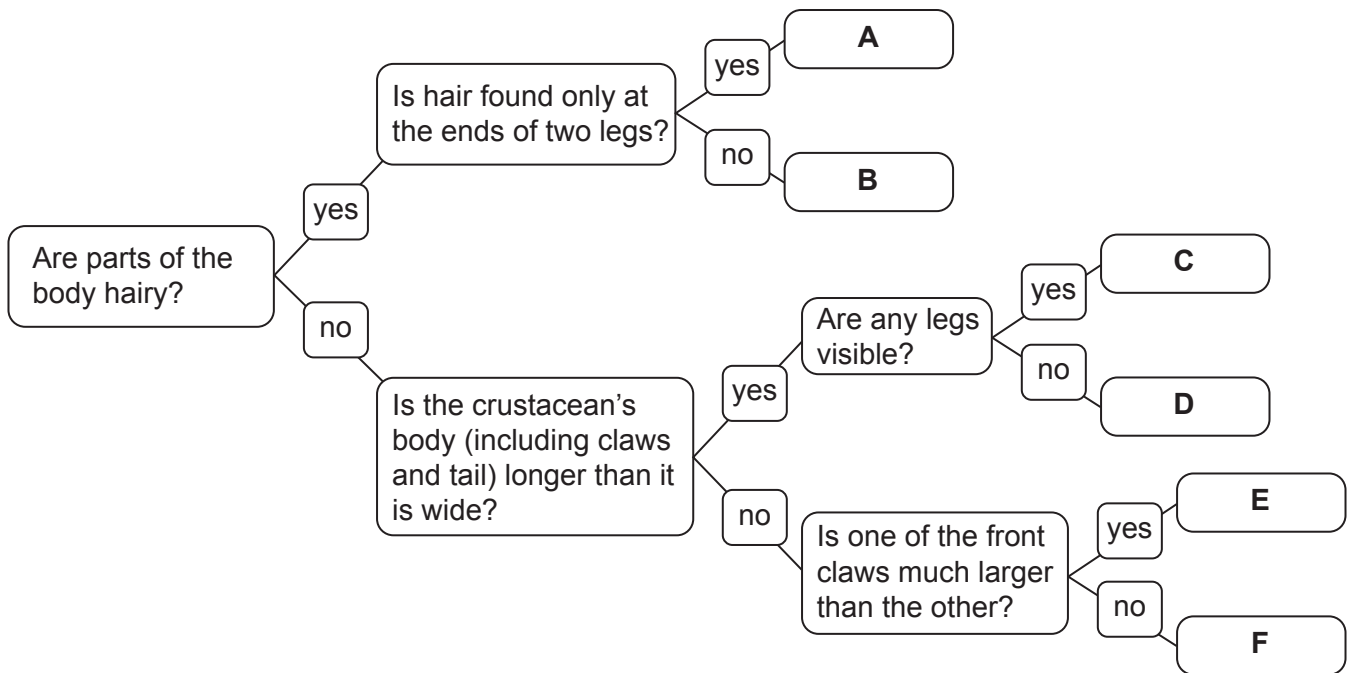 Are parts of the
body hairy?
yes
no
Is hair found only at
the ends of two legs?
yes
no
A
B
Is the crustacean’s
body (including claws
and tail) longer than it
is wide?
yes
no
Are any legs
visible?
yes
no
C
D
Is one of the front
claws much larger
than the other?
yes
no
E
F